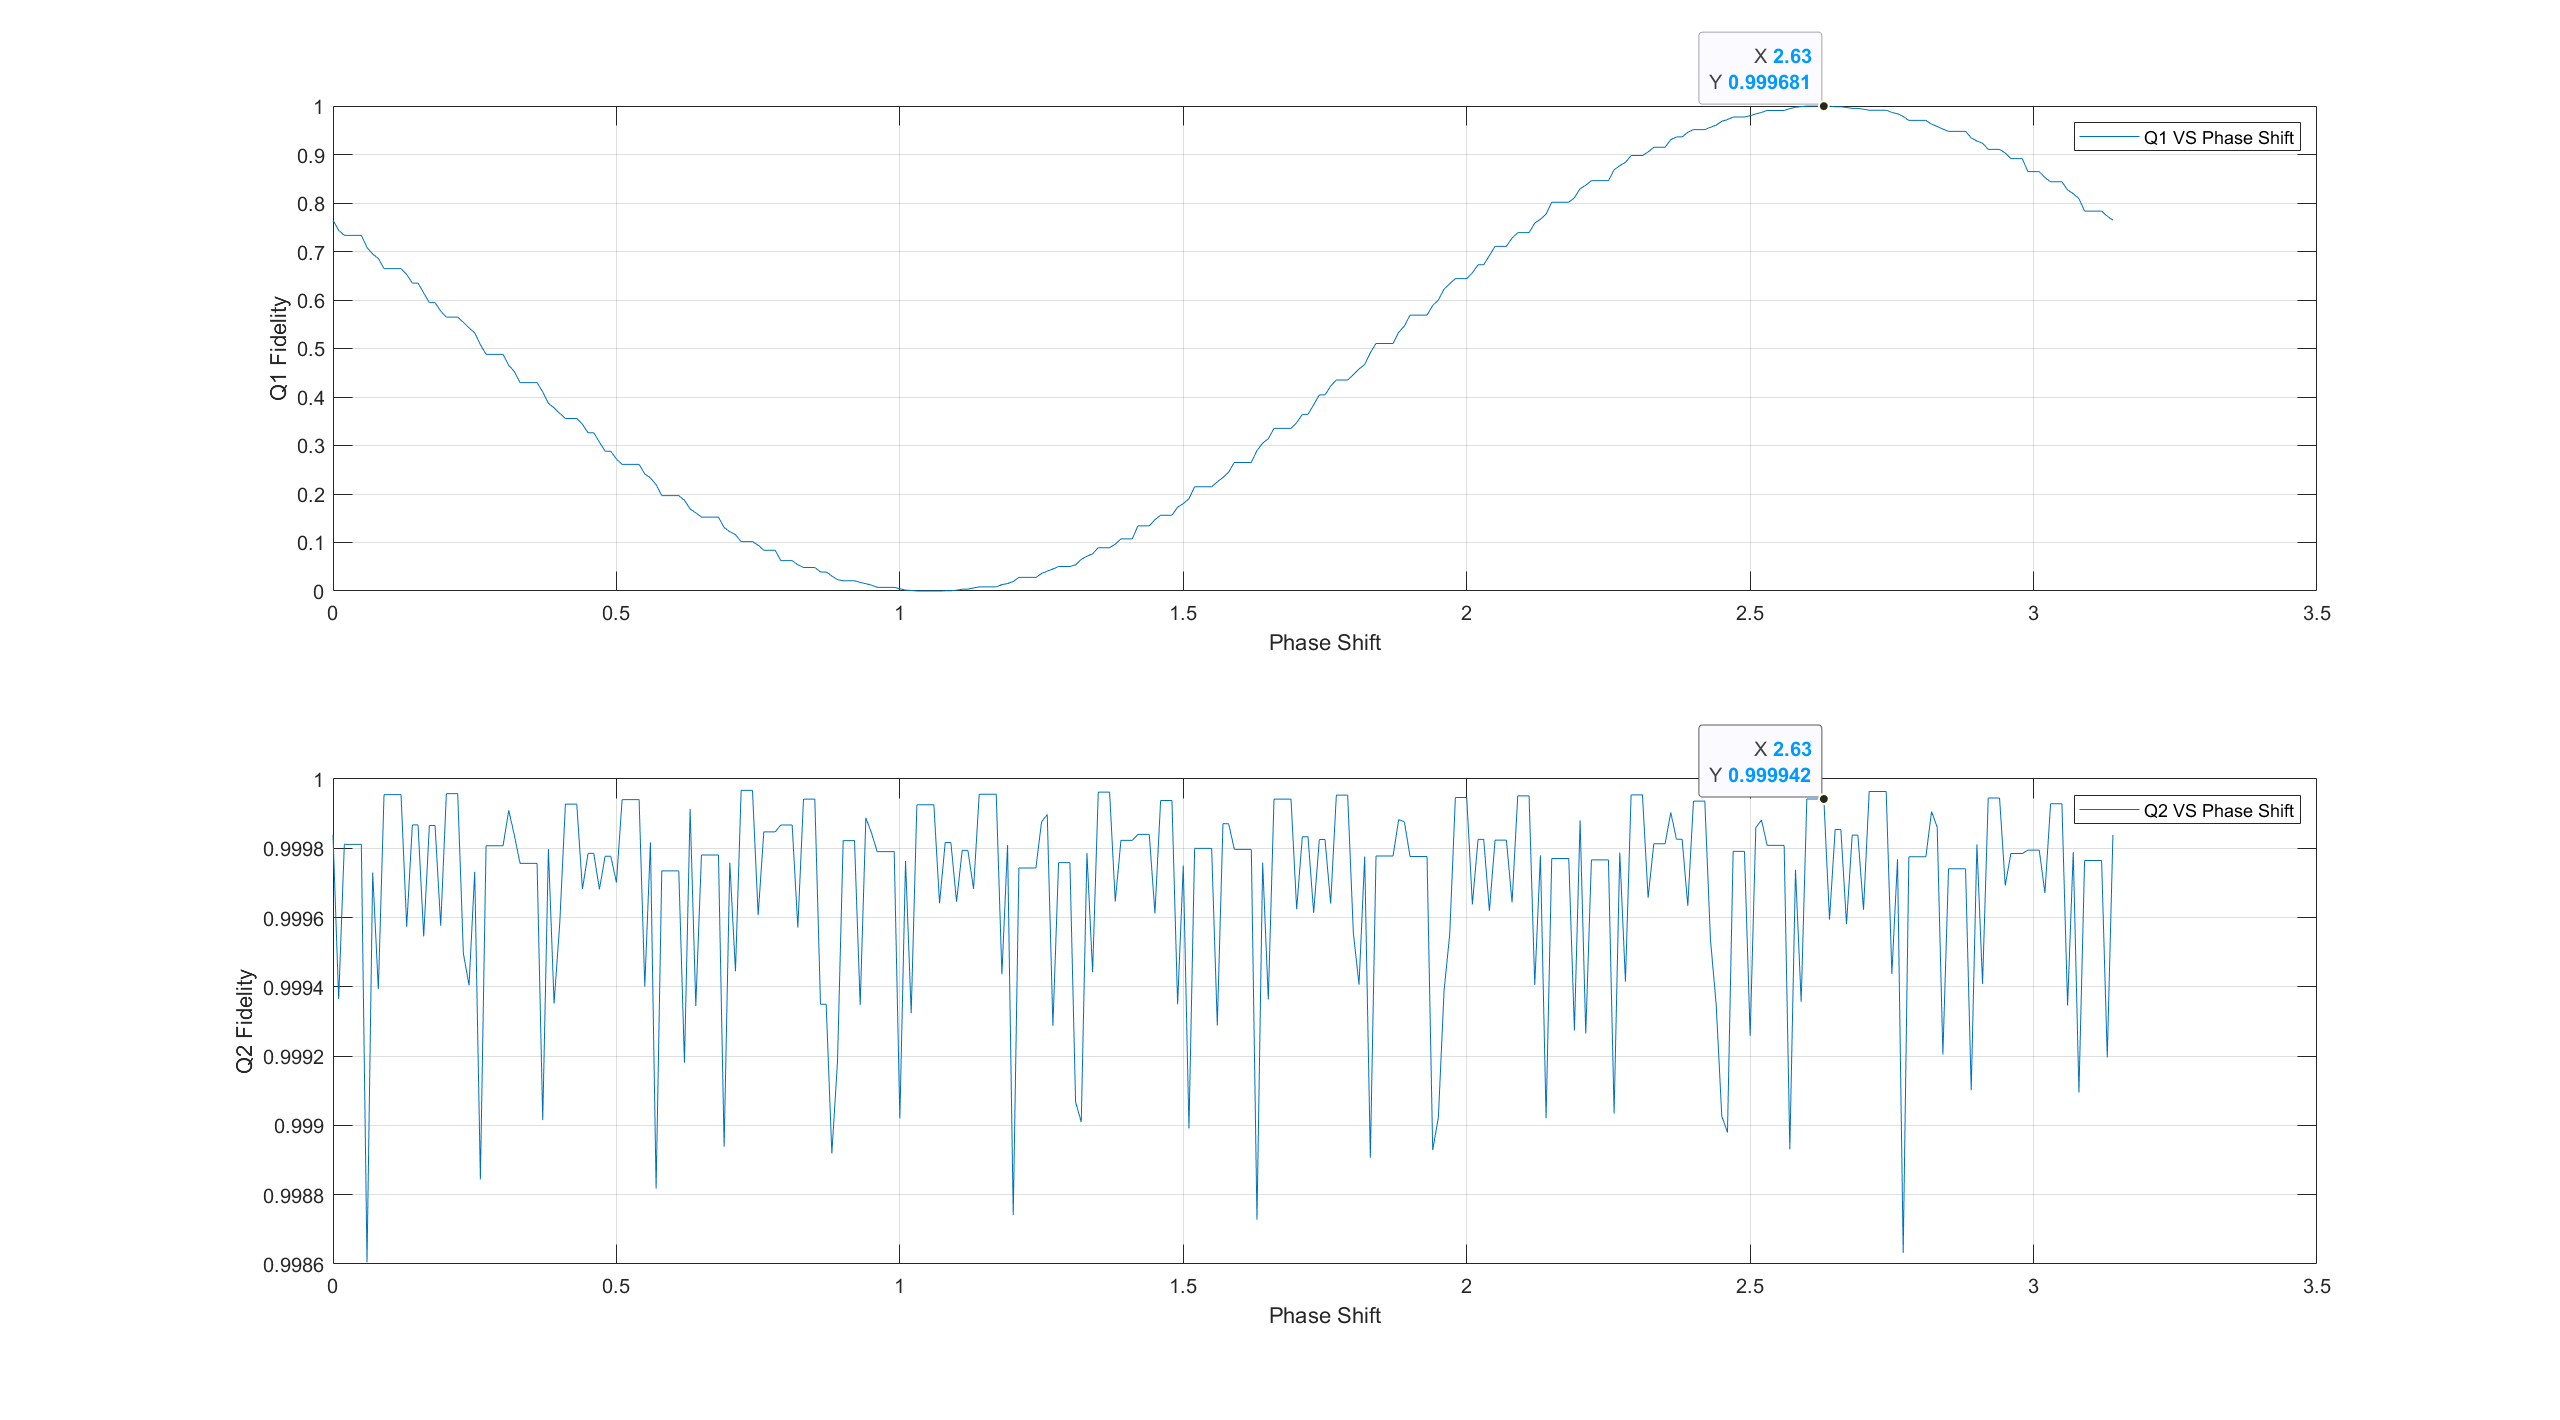 X 2.63
Y 0.999681
1
0.9
0.8
0.7
0.6
0.5
0.4
0.3
0.2
0.1
0
Q1 Fidelity
Q1 VS Phase Shift
0 0.5 1 1.5 2 2.5 3 3.5
Phase Shift
X 2.63
Y 0.999942
1
0.9998
0.9996
0.9994
0.9992
0.999
0.9988
0.9986
Q2 Fidelity
Q2 VS Phase Shift
0 0.5 1 1.5 2 2.5 3 3.5
Phase Shift